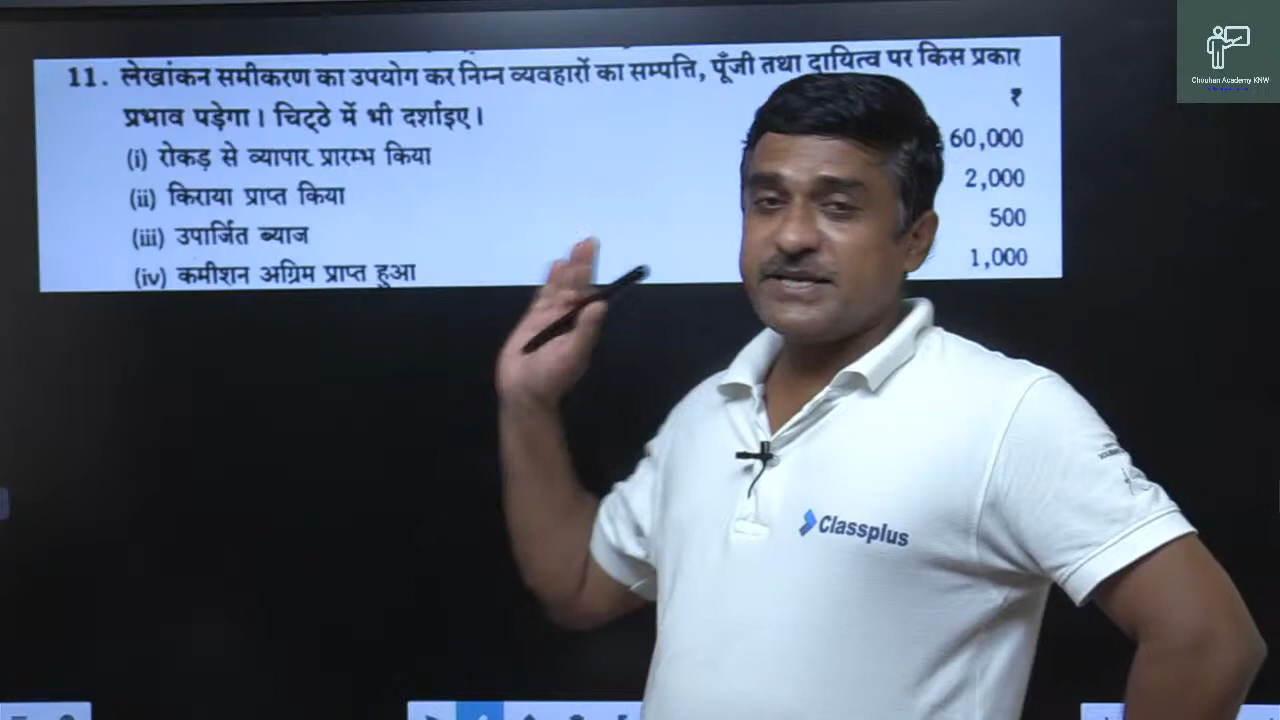 11. लेखांकन समीकरण का उपयोग कर निम्न व्यवहारों का सम्पत्ति, पूँजी तथा दायित्व पर किस प्रकार
प्रभाव पड़ेगा। चिट्ठे में भी दर्शाइए। ₹
(i) रोकड़ से व्यापार प्रारम्भ किया 60,000
(ii) किराया प्राप्त किया 2,000
(iii) उपार्जित ब्याज 500
(iv) कमीशन अग्रिम प्राप्त हुआ 1,000
Chouhan Academy KNW
Classplus